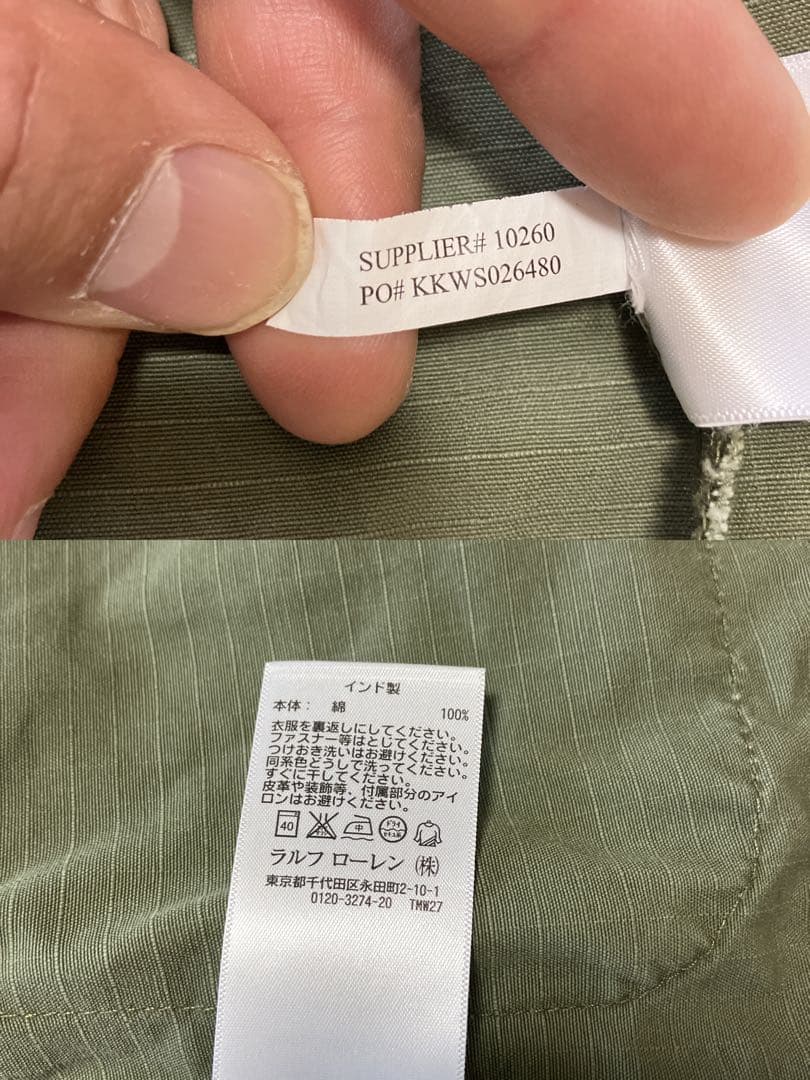 SUPPLIER# 10260
PO# KKWS026480
インド製
本体： 綿 100%
衣服を裏返しにしてください。
ファスナー等はとじてください。
つけおき洗いはお避けください。
同系色どうしで洗ってください。
すぐに干してください。
皮革や装飾等、付属部分のアイ
ロンはお避けください。
40 中 ドライ
ラルフ ローレン (株)
東京都千代田区永田町2-10-1
0120-3274-20 TMW27